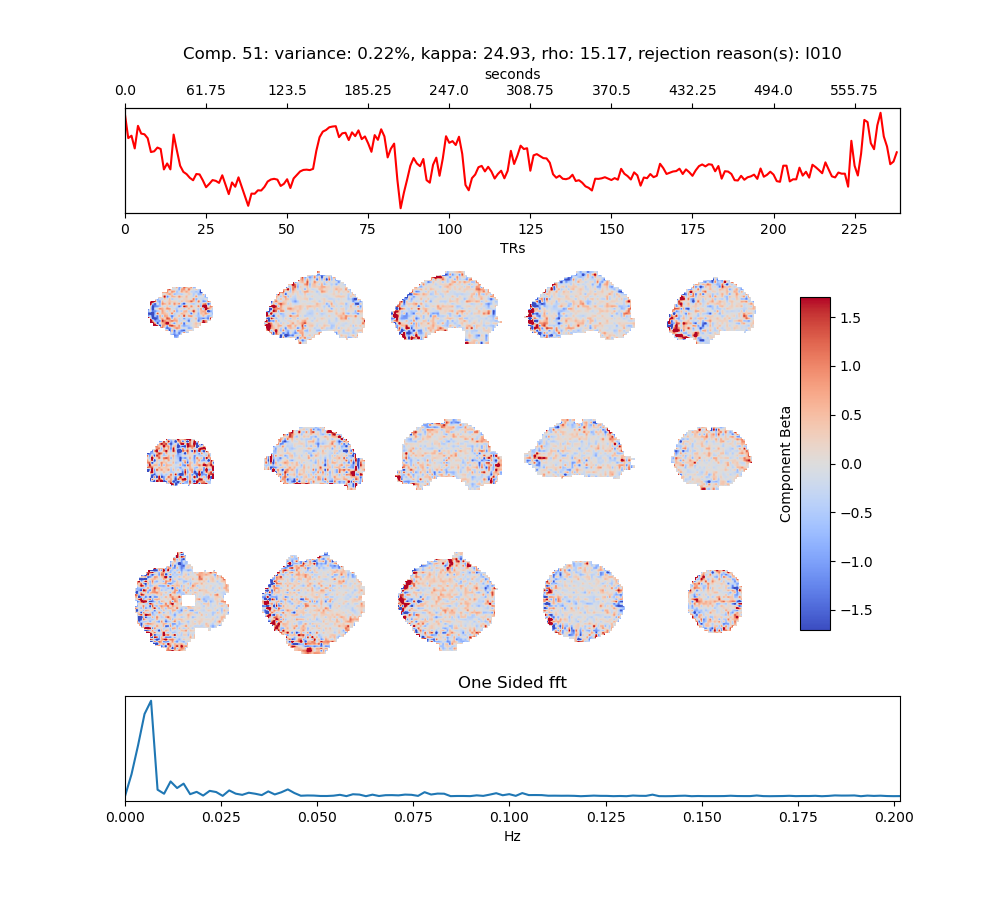 Comp. 51: variance: 0.22%, kappa: 24.93, rho: 15.17, rejection reason(s): I010
seconds
0.0 61.75 123.5 185.25 247.0 308.75 370.5 432.25 494.0 555.75
0 25 50 75 100 125 150 175 200 225
TRs
1.5
1.0
0.5
0.0
−0.5
−1.0
−1.5
Component Beta
One Sided fft
0.000 0.025 0.050 0.075 0.100 0.125 0.150 0.175 0.200
Hz